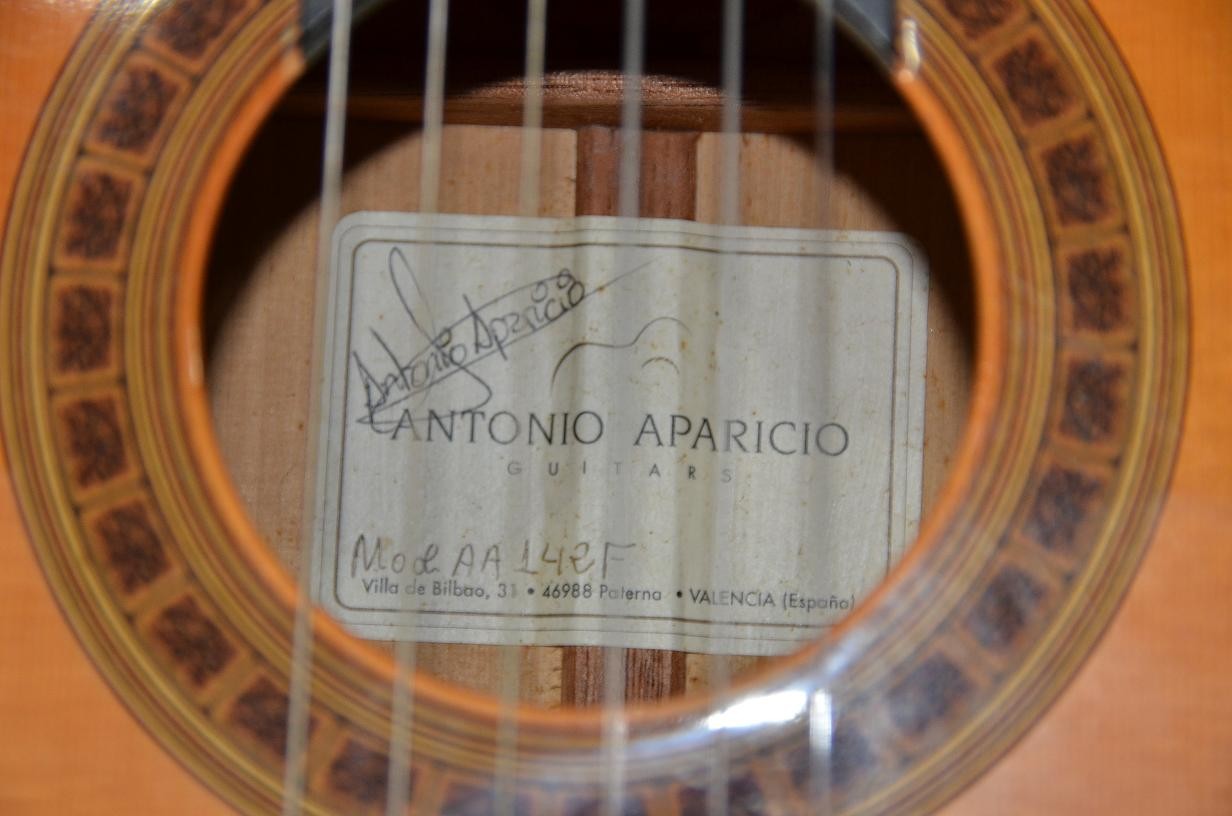 Antonio Aparicio
ANTONIO APARICIO
GUITARS
Mod AA 142F
Villa de Bilbao, 31 • 46988 Paterna • VALENCIA (España)